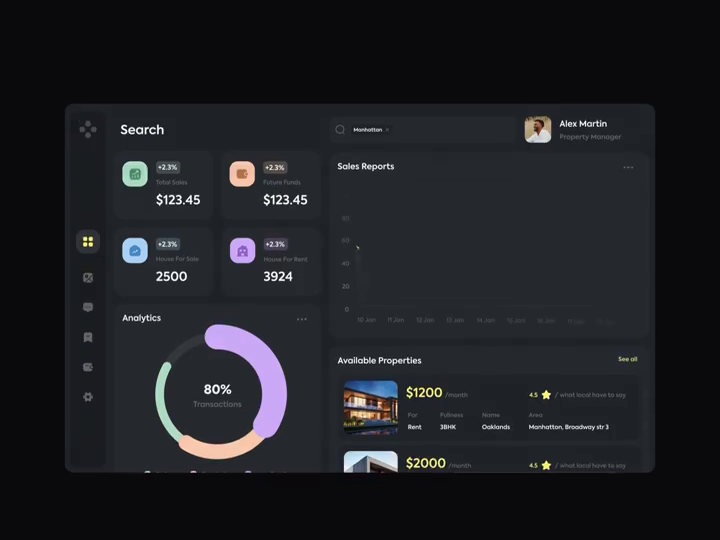 Search
Manhattan ×
Alex Martin
Property Manager
+2.3%
Total Sales
$123.45
+2.3%
Future Funds
$123.45
+2.3%
House For Sale
2500
+2.3%
House For Rent
3924
Sales Reports
80
60
40
20
0
10 Jan 11 Jan 12 Jan 13 Jan 14 Jan 15 Jan 16 Jan
Analytics
80%
Transactions
Available Properties
See all
$1200 /month
4.5 / what local have to say
For Fullness Name Area
Rent 3BHK Oaklands Manhatton, Broadway str 3
$2000 /month
4.5 / what local have to say